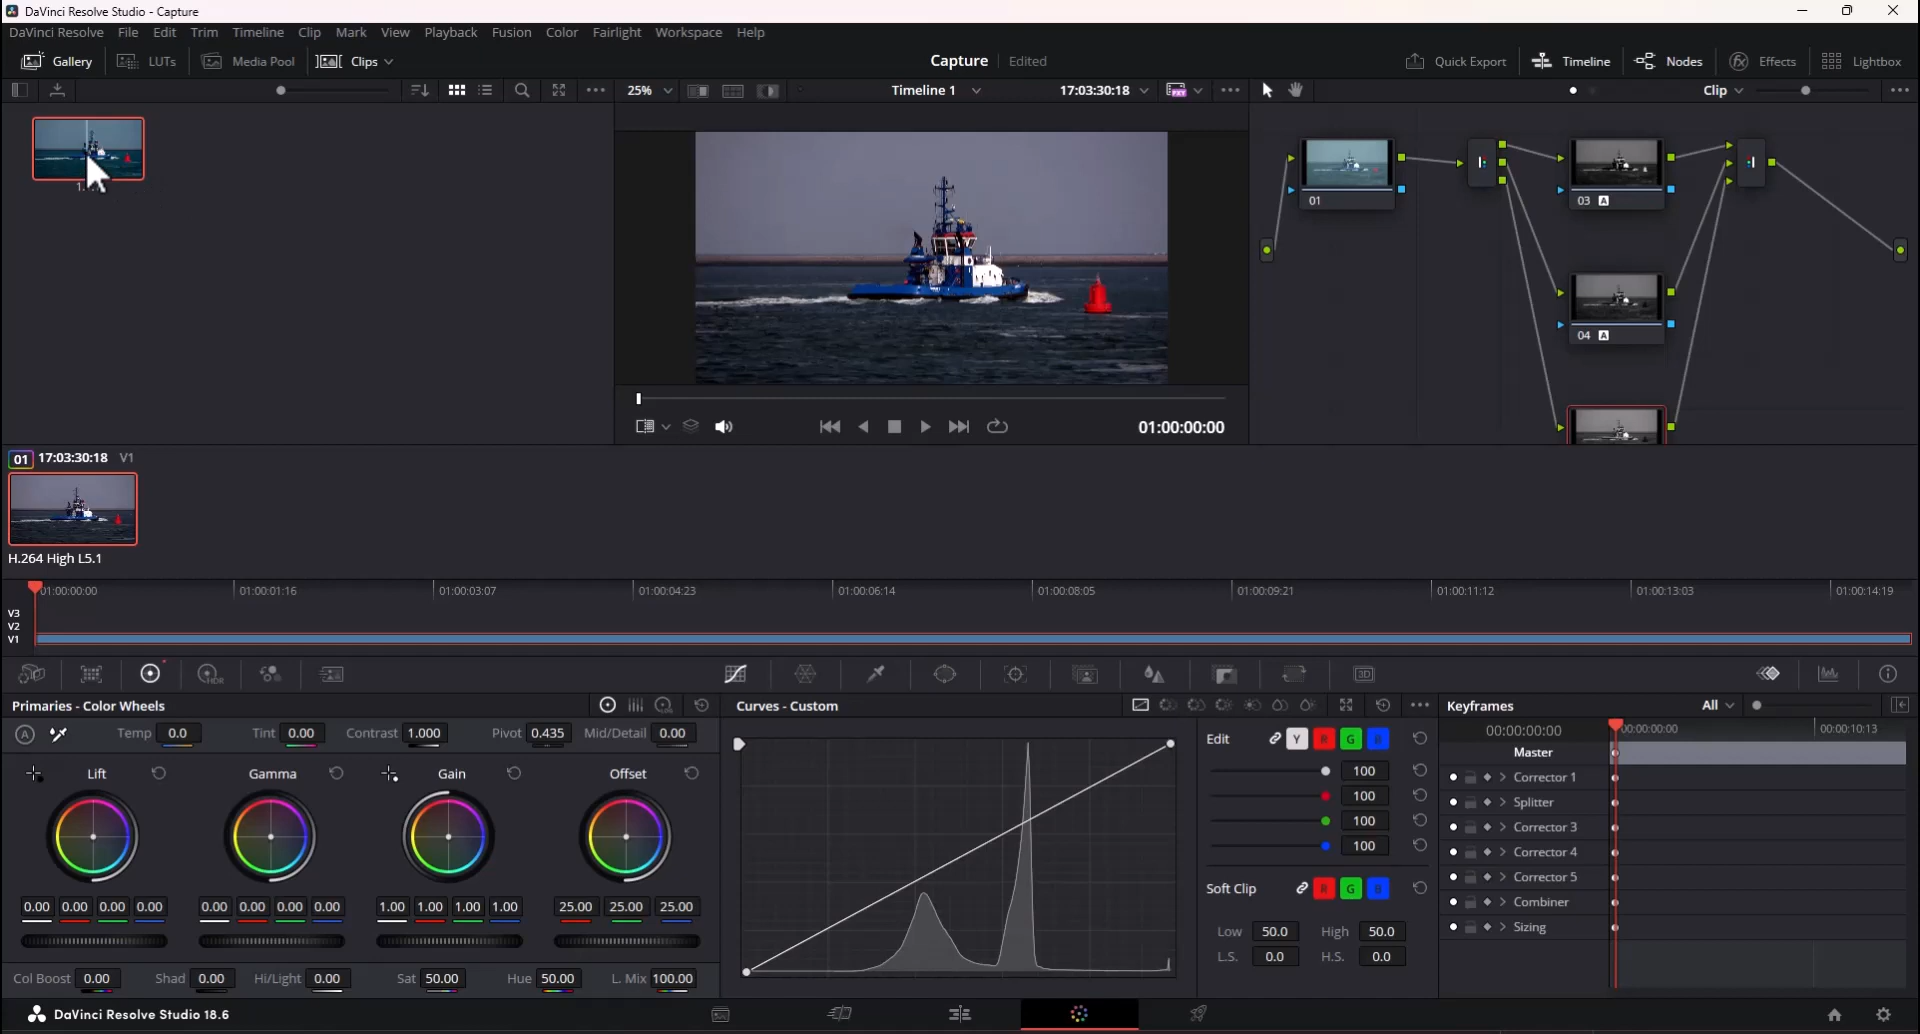 DaVinci Resolve Studio - Capture
DaVinci Resolve File Edit Trim Timeline Clip Mark View Playback Fusion Color Fairlight Workspace Help
Gallery LUTs Media Pool Clips Capture Edited Quick Export Timeline Nodes Effects Lightbox
25% Timeline 1 17:03:30:18 Clip
01
03 A
04 A
01:00:00:00
01 17:03:30:18 V1
H.264 High L5.1
01:00:00:00 01:00:01:16 01:00:03:07 01:00:04:23 01:00:06:14 01:00:08:05 01:00:09:21 01:00:11:12 01:00:13:03 01:00:14:19
V3
V2
V1
HDR 3D
Primaries - Color Wheels Curves - Custom Keyframes All
A Temp 0.0 Tint 0.00 Contrast 1.000 Pivot 0.435 Mid/Detail 0.00
Lift Gamma Gain Offset
0.00 0.00 0.00 0.00 0.00 0.00 0.00 0.00 1.00 1.00 1.00 1.00 25.00 25.00 25.00
Col Boost 0.00 Shad 0.00 Hi/Light 0.00 Sat 50.00 Hue 50.00 L. Mix 100.00
Edit Y R G B
100
100
100
100
Soft Clip R G B
Low 50.0 High 50.0
L.S. 0.0 H.S. 0.0
00:00:00:00 00:00:00:00 00:00:10:13
Master
Corrector 1
Splitter
Corrector 3
Corrector 4
Corrector 5
Combiner
Sizing
DaVinci Resolve Studio 18.6